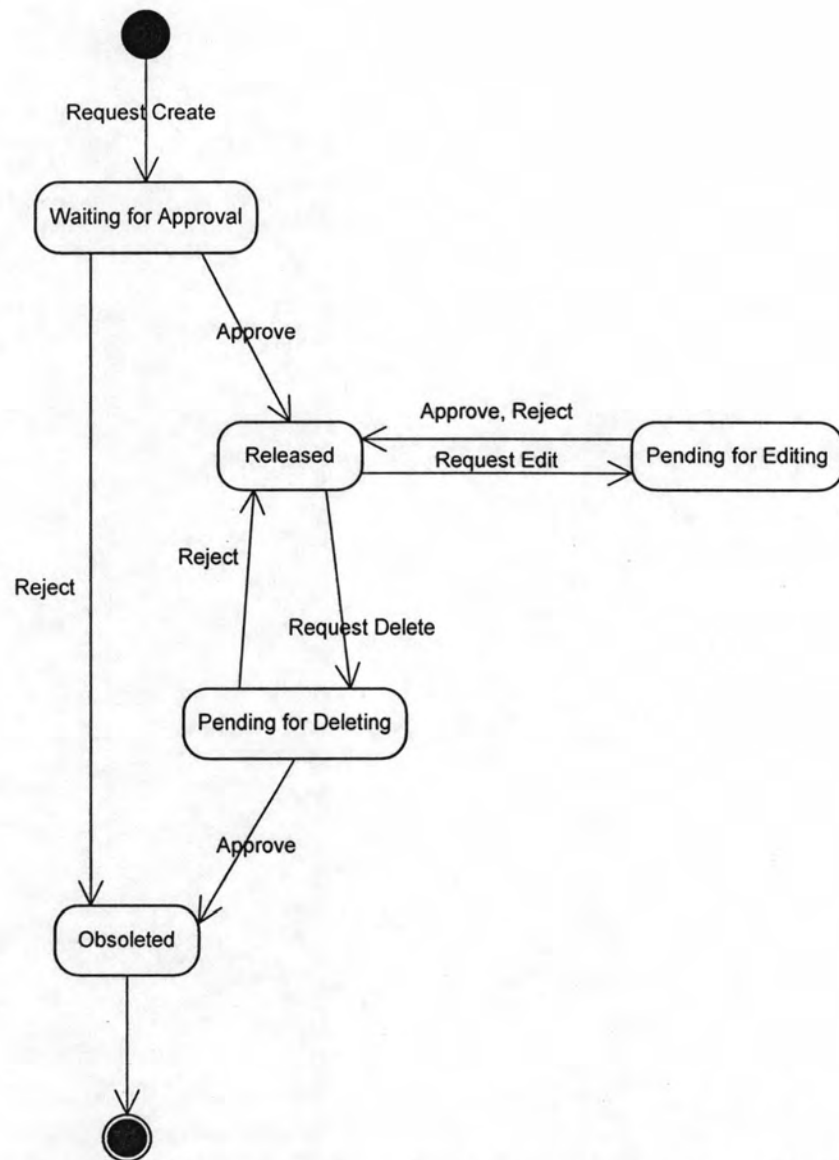 Request Create
Waiting for Approval
Approve
Approve, Reject
Released
Request Edit
Pending for Editing
Reject
Reject
Request Delete
Pending for Deleting
Approve
Obsoleted